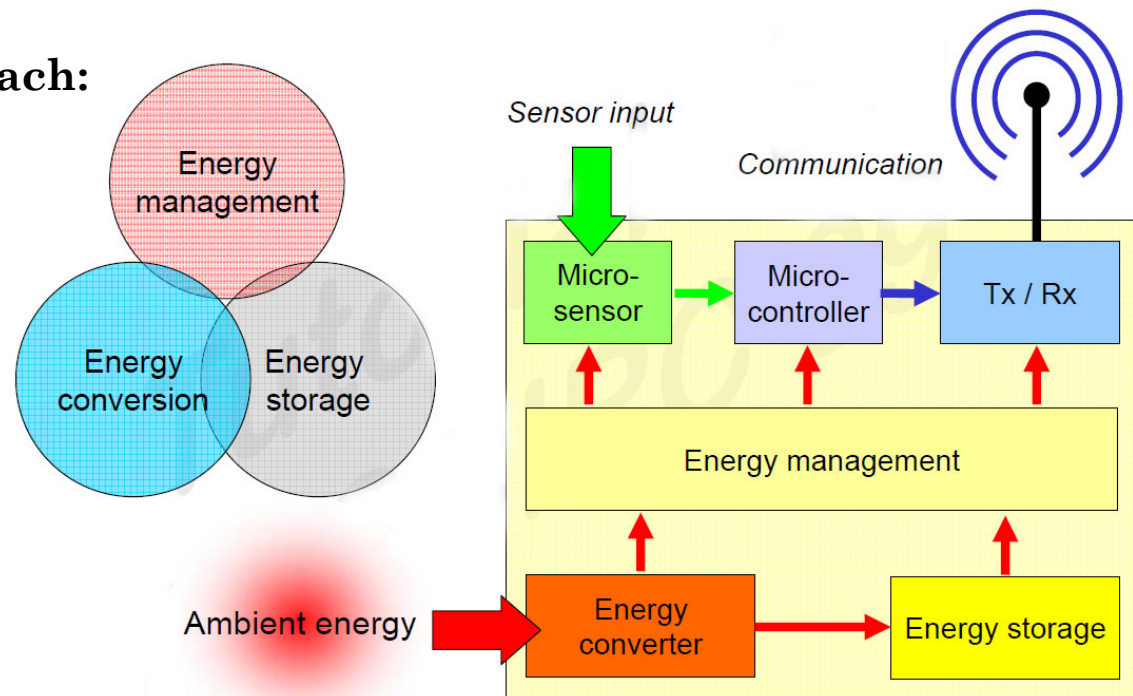 ach:
Energy
management
Energy
conversion
Energy
storage
Ambient energy
Sensor input
Communication
Micro-
sensor
Micro-
controller
Tx / Rx
Energy management
Energy
converter
Energy storage